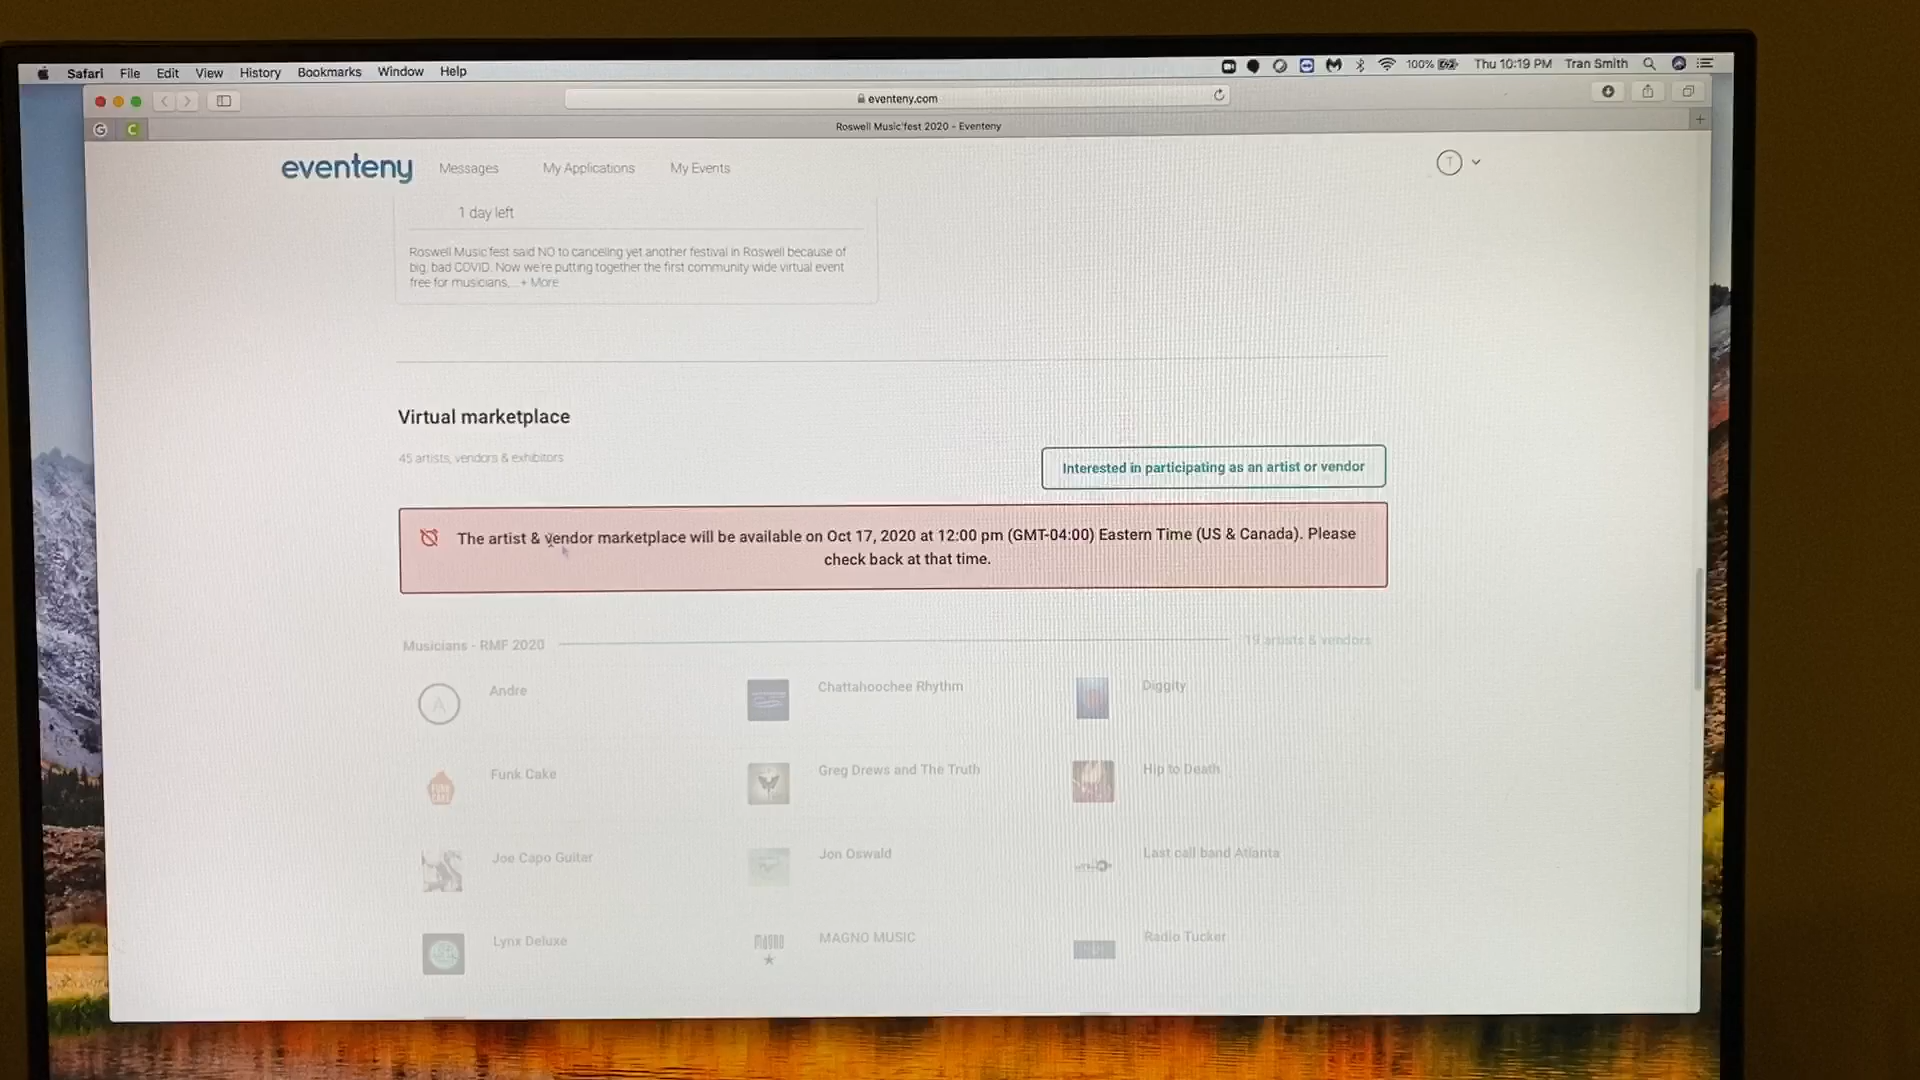 Safari File Edit View History Bookmarks Window Help
100% Thu 10:19 PM Tran Smith
eventeny.com
G C Roswell Music'fest 2020 - Eventeny
eventeny Messages My Applications My Events T
1 day left
Roswell Music'fest said NO to canceling yet another festival in Roswell because of
big, bad COVID. Now we're putting together the first community wide virtual event
free for musicians,... + More
Virtual marketplace
45 artists, vendors & exhibitors
Interested in participating as an artist or vendor
The artist & vendor marketplace will be available on Oct 17, 2020 at 12:00 pm (GMT-04:00) Eastern Time (US & Canada). Please
check back at that time.
Musicians - RMF 2020 19 artists & vendors
A Andre Chattahoochee Rhythm Diggity
FUNK CAKE Funk Cake Greg Drews and The Truth Hip to Death
Joe Capo Guitar Jon Oswald Last call band Atlanta
Lynx Deluxe MAGNO MAGNO MUSIC Radio Tucker